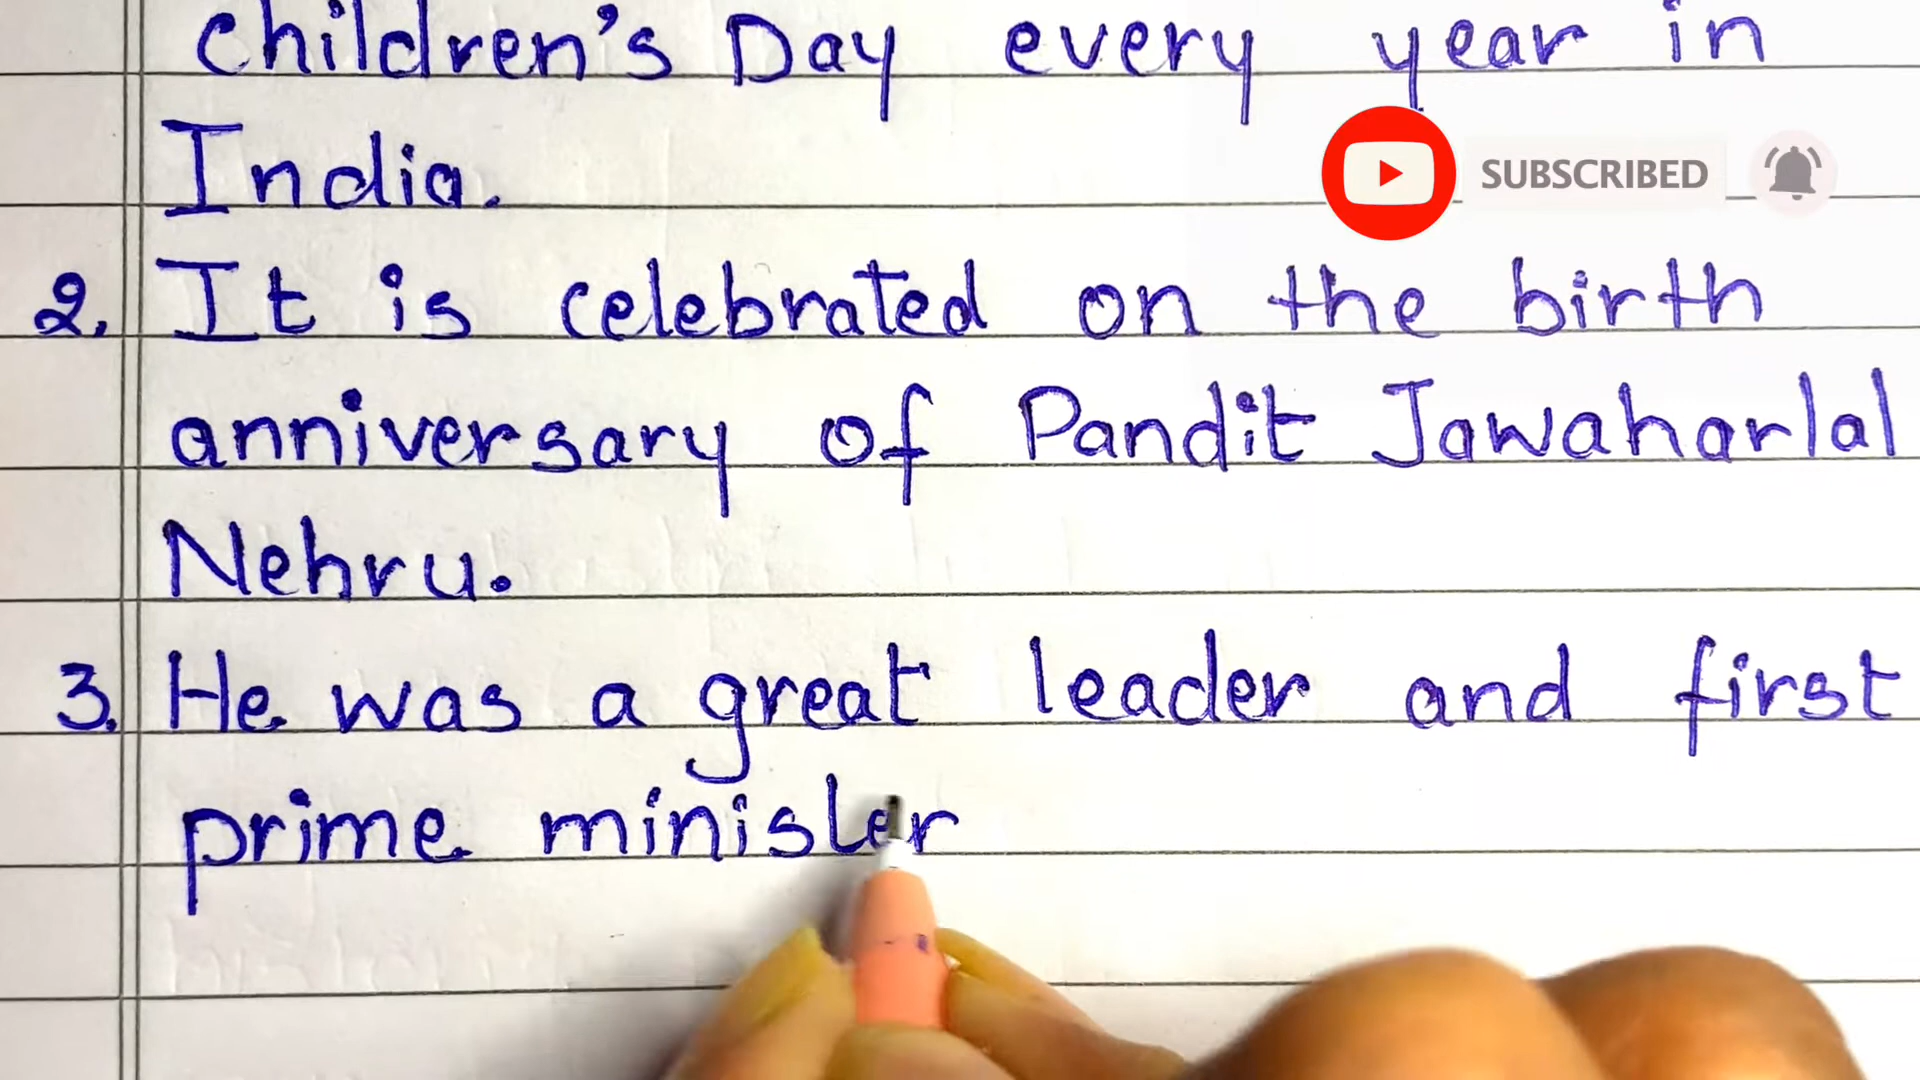 children's Day every year in
India.
SUBSCRIBED
2. It is celebrated on the birth
anniversary of Pandit Jawaharlal
Nehru.
3. He was a great leader and first
prime minister